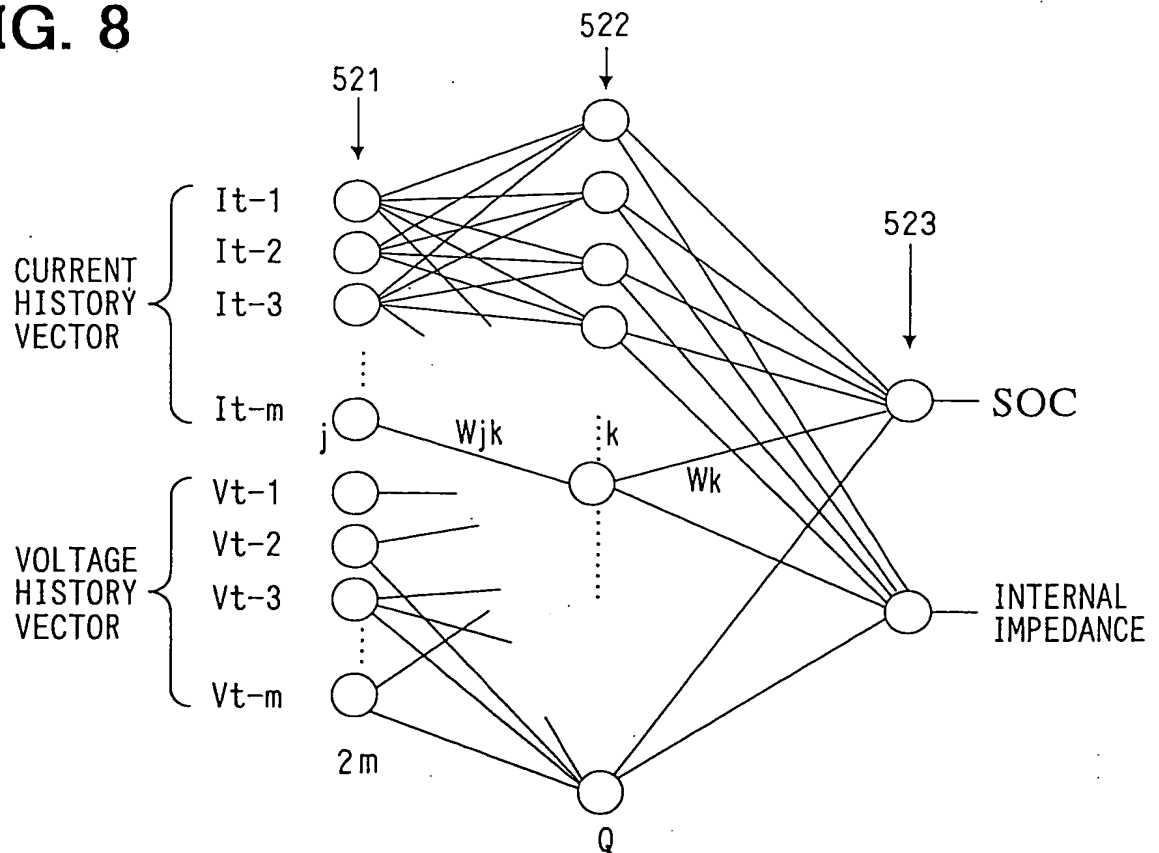 IG. 8
522
521
523
CURRENT
HISTORY
VECTOR
It-1
It-2
It-3
It-m
j
Wjk
k
Wk
SOC
VOLTAGE
HISTORY
VECTOR
Vt-1
Vt-2
Vt-3
Vt-m
2m
Q
INTERNAL
IMPEDANCE